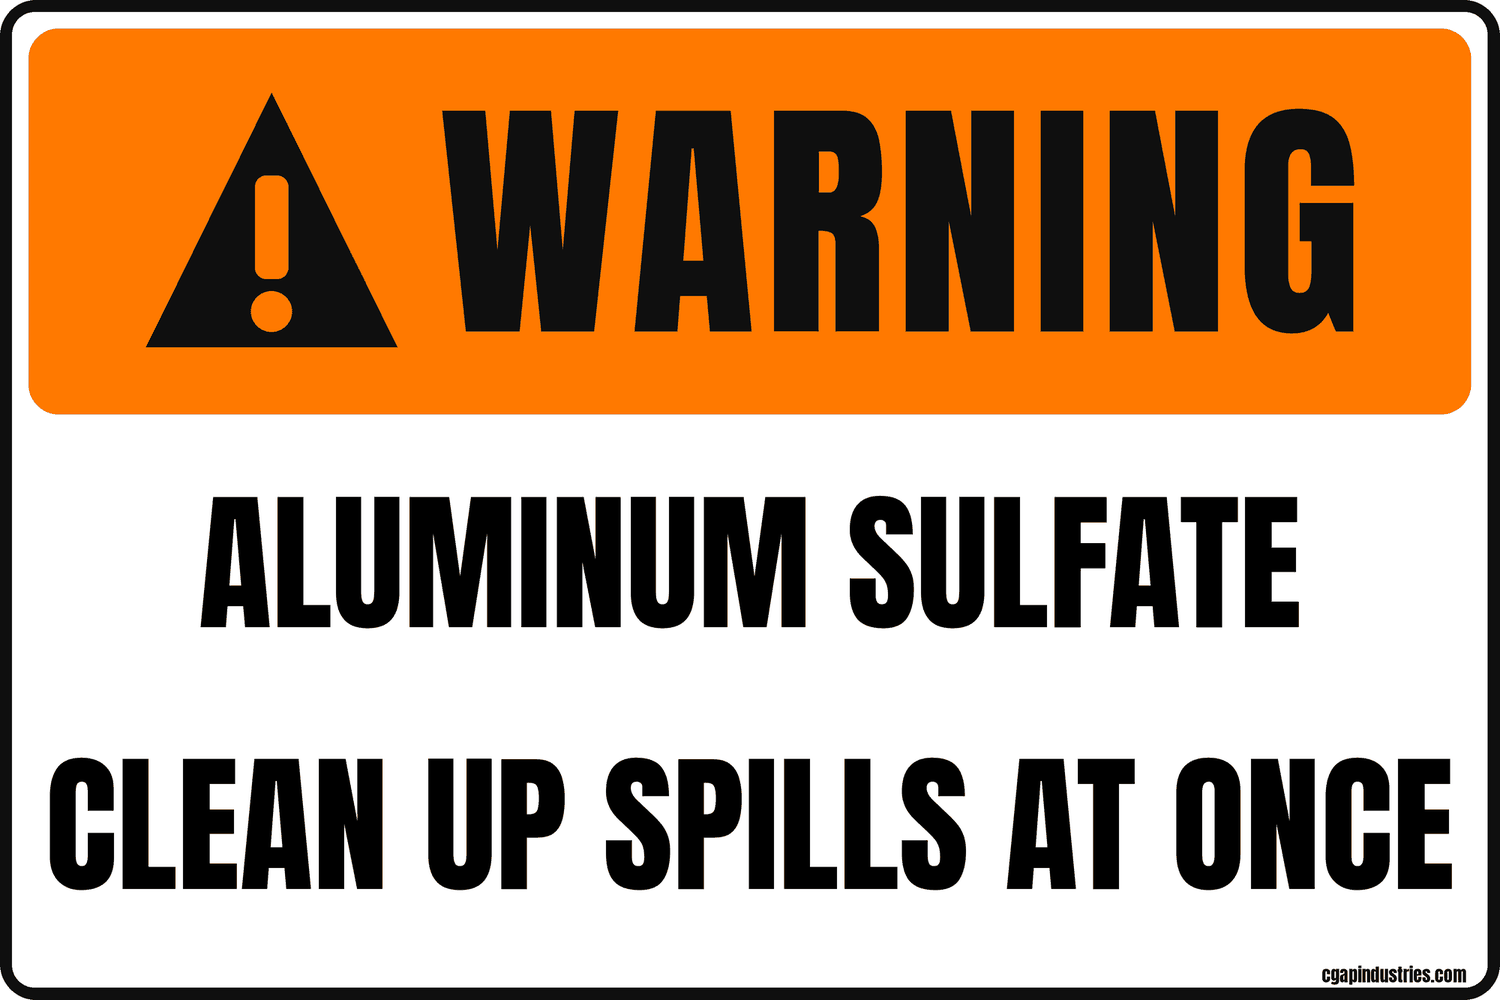 WARNING
ALUMINUM SULFATE
CLEAN UP SPILLS AT ONCE
cgapindustries.com